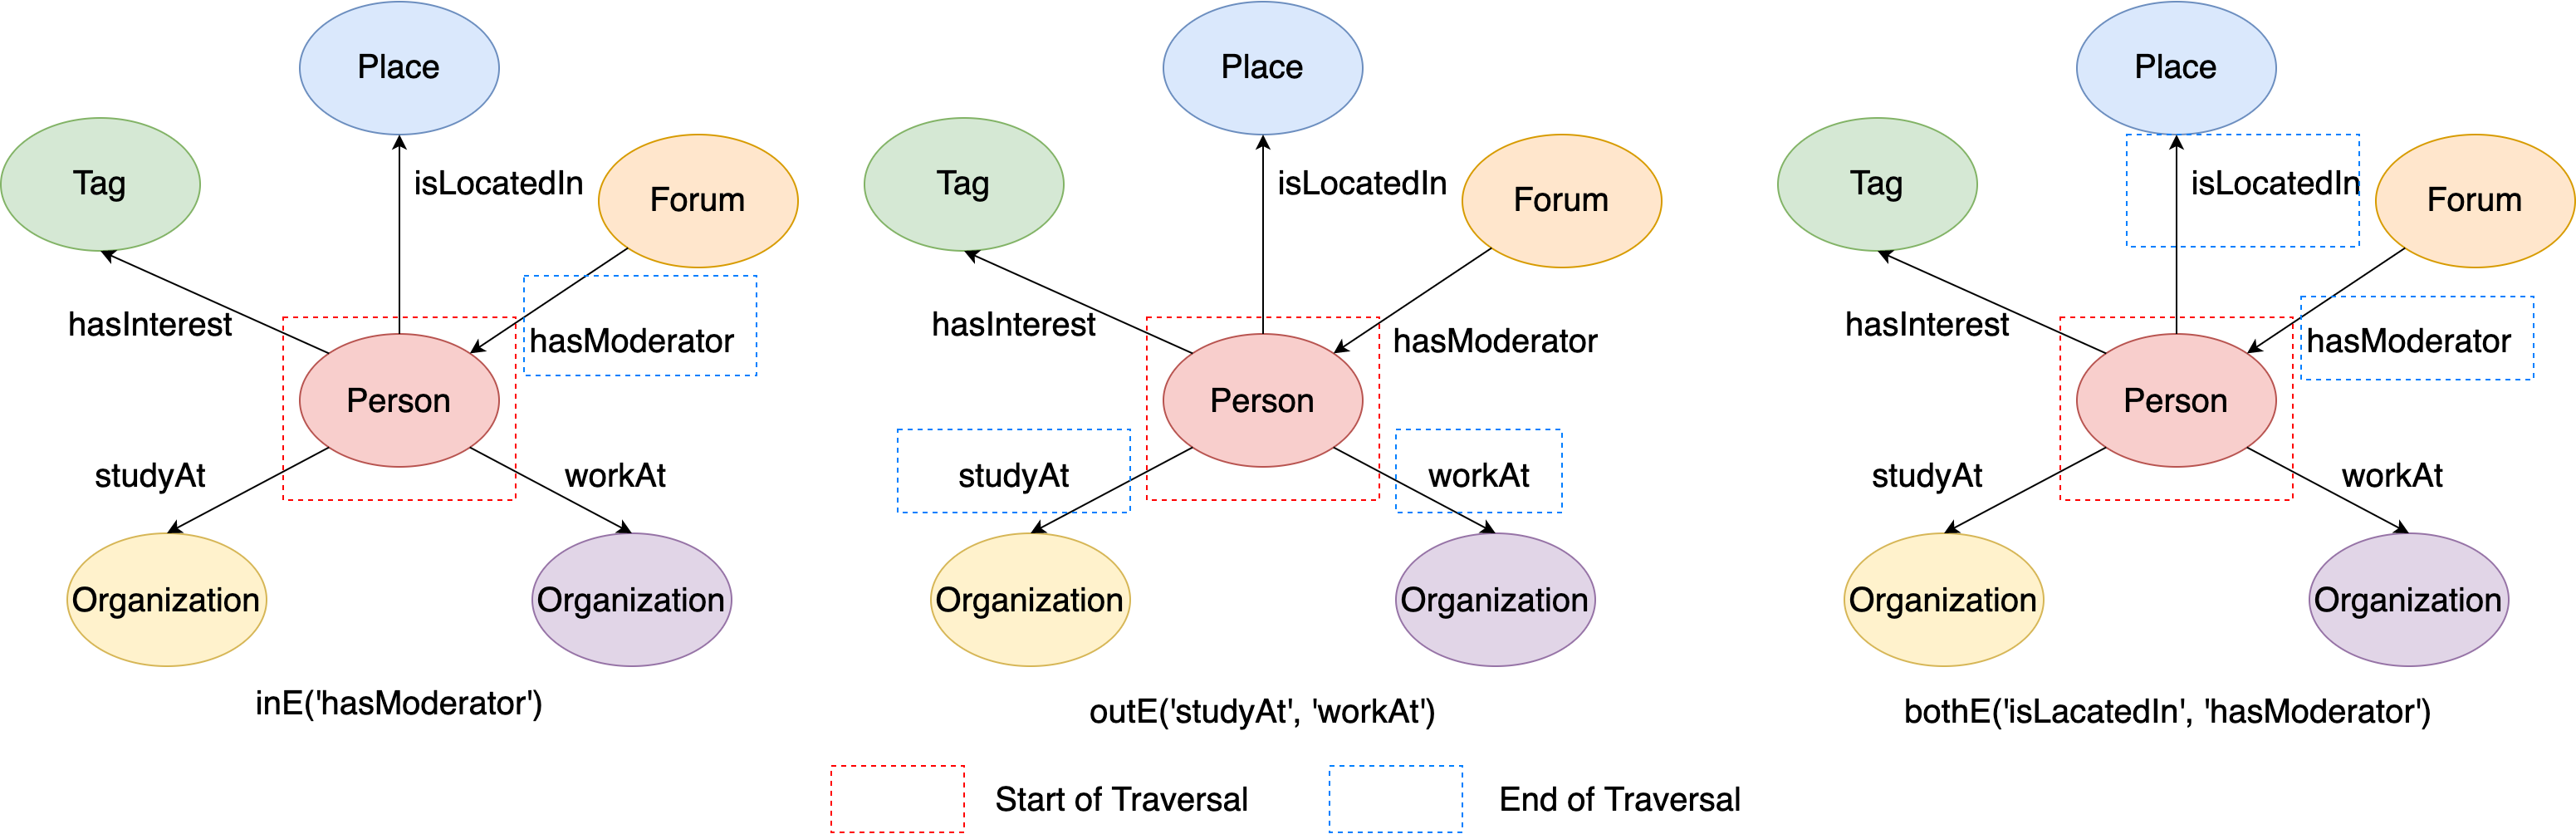 Place
Tag
isLocatedIn
Forum
hasInterest
hasModerator
Person
studyAt
workAt
Organization
Organization
inE('hasModerator')
Place
Tag
isLocatedIn
Forum
hasInterest
hasModerator
Person
studyAt
workAt
Organization
Organization
outE('studyAt', 'workAt')
Place
Tag
isLocatedIn
Forum
hasInterest
hasModerator
Person
studyAt
workAt
Organization
Organization
bothE('isLacatedIn', 'hasModerator')
Start of Traversal
End of Traversal